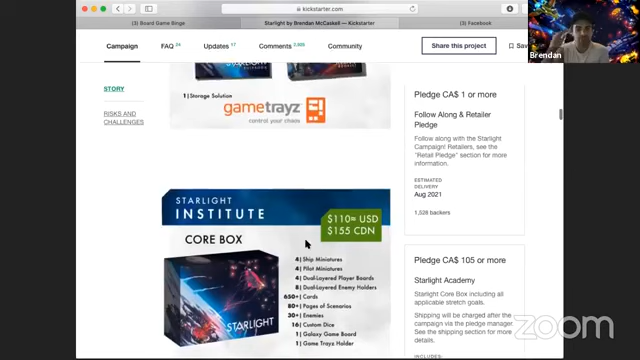 kickstarter.com
(3) Board Game Binge
Starlight by Brendan McCaskell — Kickstarter
(3) Facebook
Campaign
FAQ 24
Updates 17
Comments
Community
Share this project
Brendan
STORY
RISKS AND
CHALLENGES
1 | Storage Solution
gametrayz
control your chaos
STARLIGHT
INSTITUTE
$110≈ USD
$155 CDN
CORE BOX
4 | Ship Miniatures
4 | Pilot Miniatures
4 | Dual-Layered Player Boards
8 | Dual-Layered Enemy Holders
650+ | Cards
80+ | Pages of Scenarios
30+ | Enemies
16 | Custom Dice
1 | Galaxy Game Board
1 | Game Trayz Holder
STARLIGHT
Pledge CA$ 1 or more
Follow Along & Retailer
Pledge
Follow along with the Starlight
Campaign! Retailers, see the
"Retail Pledge" section for more
information.
ESTIMATED
DELIVERY
Aug 2021
1,528 backers
Pledge CA$ 105 or more
Starlight Academy
Starlight Core Box including all
applicable stretch goals.
Shipping will be charged after
the campaign via the pledge
manager. See the shipping
section for more
details.
INCLUDES:
zoom